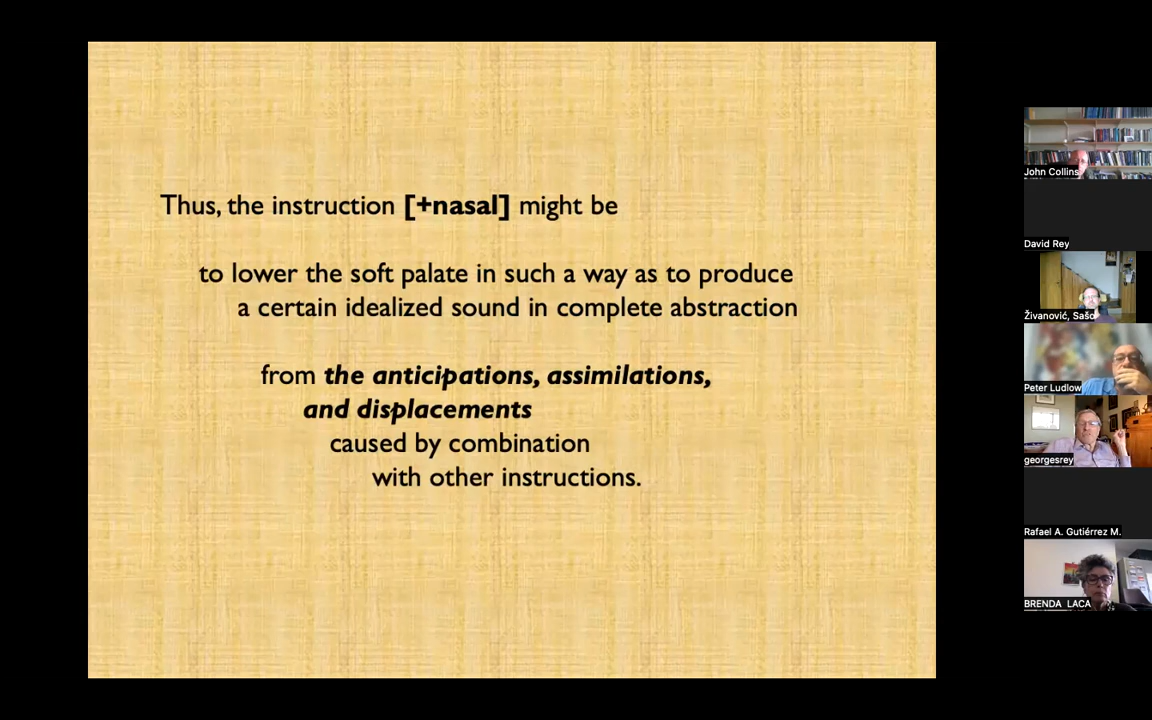 Thus, the instruction [+nasal] might be
to lower the soft palate in such a way as to produce
a certain idealized sound in complete abstraction
from the anticipations, assimilations,
and displacements
caused by combination
with other instructions.
John Collins
David Rey
Živanović, Sašo
Peter Ludlow
georgesrey
Rafael A. Gutiérrez M.
BRENDA LACA